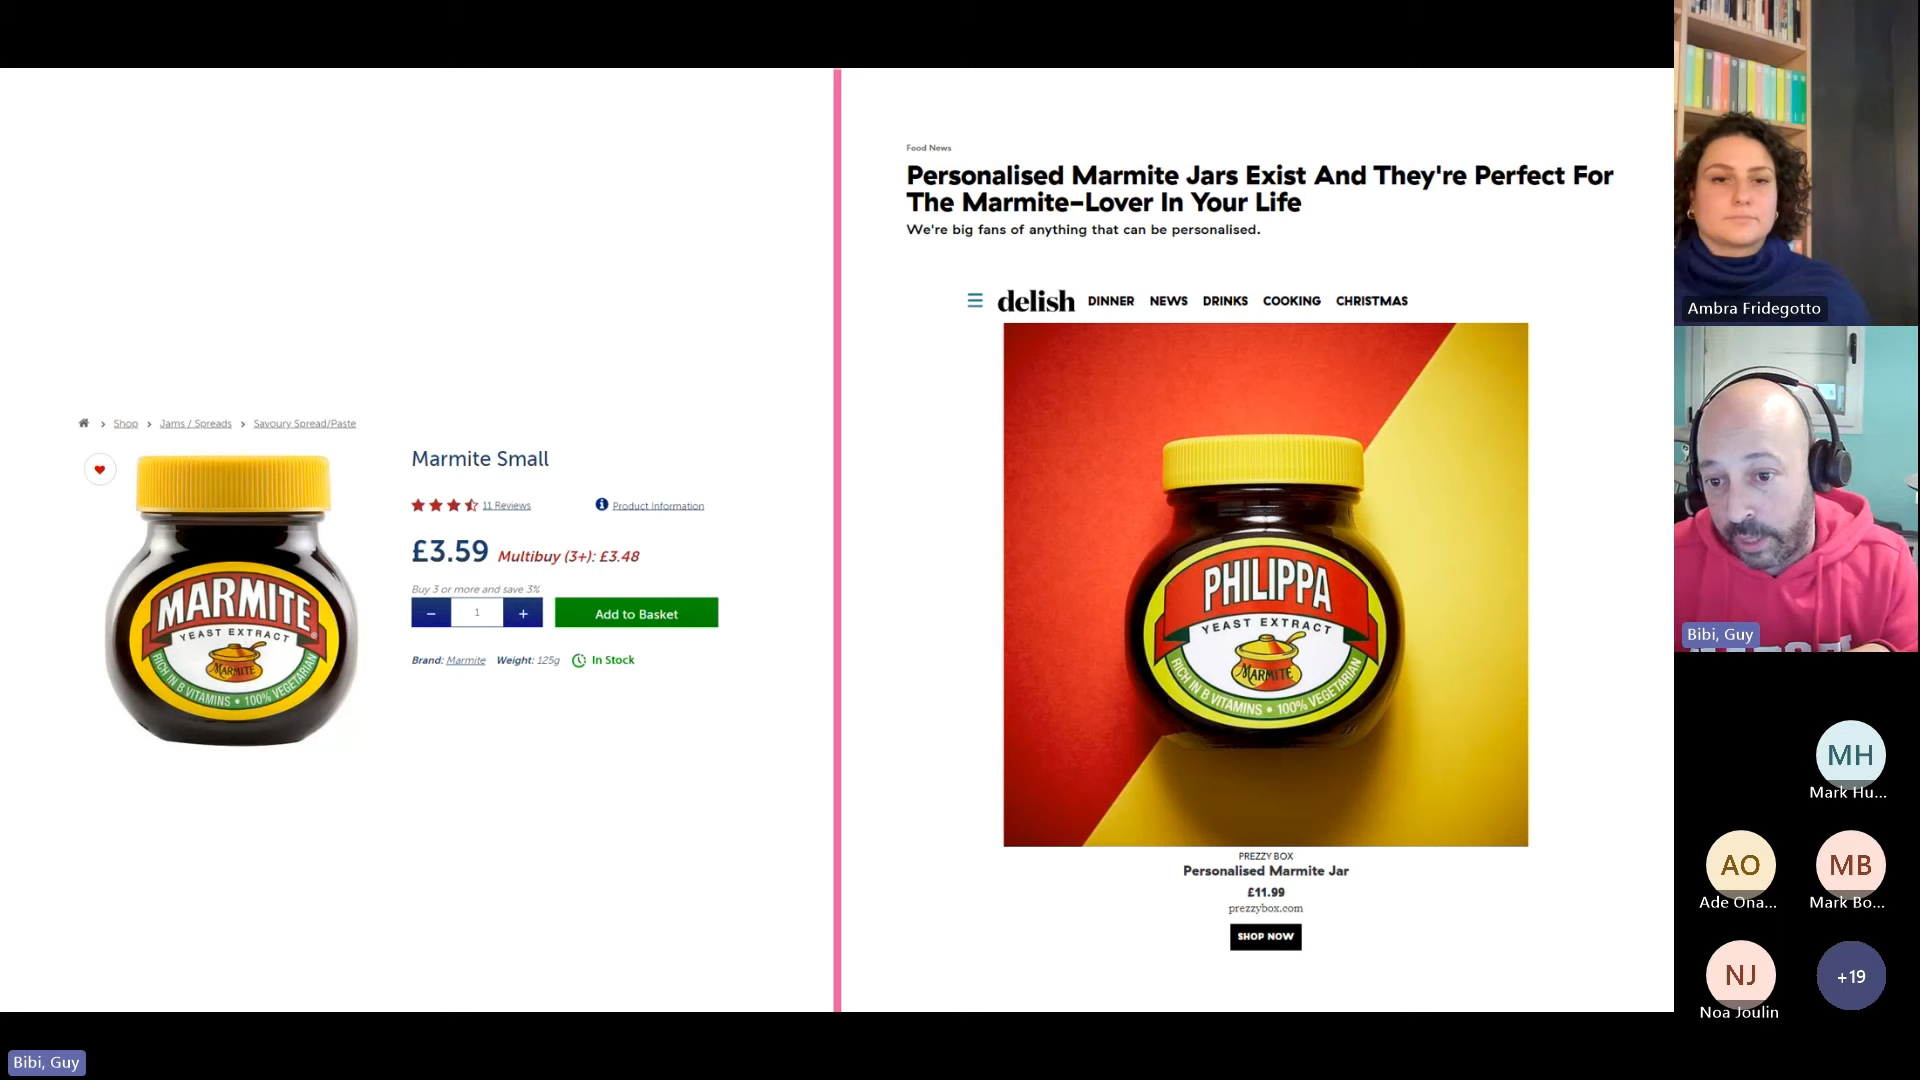 Shop > Jams / Spreads > Savoury Spread/Paste
Marmite Small
11 Reviews
Product Information
£3.59 Multibuy (3+): £3.48
Buy 3 or more and save 3%
− 1 +
Add to Basket
Brand: Marmite Weight: 125g In Stock
MARMITE
YEAST EXTRACT
MARMITE
RICH IN B VITAMINS • 100% VEGETARIAN
Food News
Personalised Marmite Jars Exist And They're Perfect For
The Marmite-Lover In Your Life
We're big fans of anything that can be personalised.
delish DINNER NEWS DRINKS COOKING CHRISTMAS
PHILIPPA
YEAST EXTRACT
MARMITE
RICH IN B VITAMINS • 100% VEGETARIAN
PREZZY BOX
Personalised Marmite Jar
£11.99
prezzybox.com
SHOP NOW
Ambra Fridegotto
Bibi, Guy
MH
Mark Hu...
AO
Ade Ona...
MB
Mark Bo...
NJ
Noa Joulin
+19
Bibi, Guy